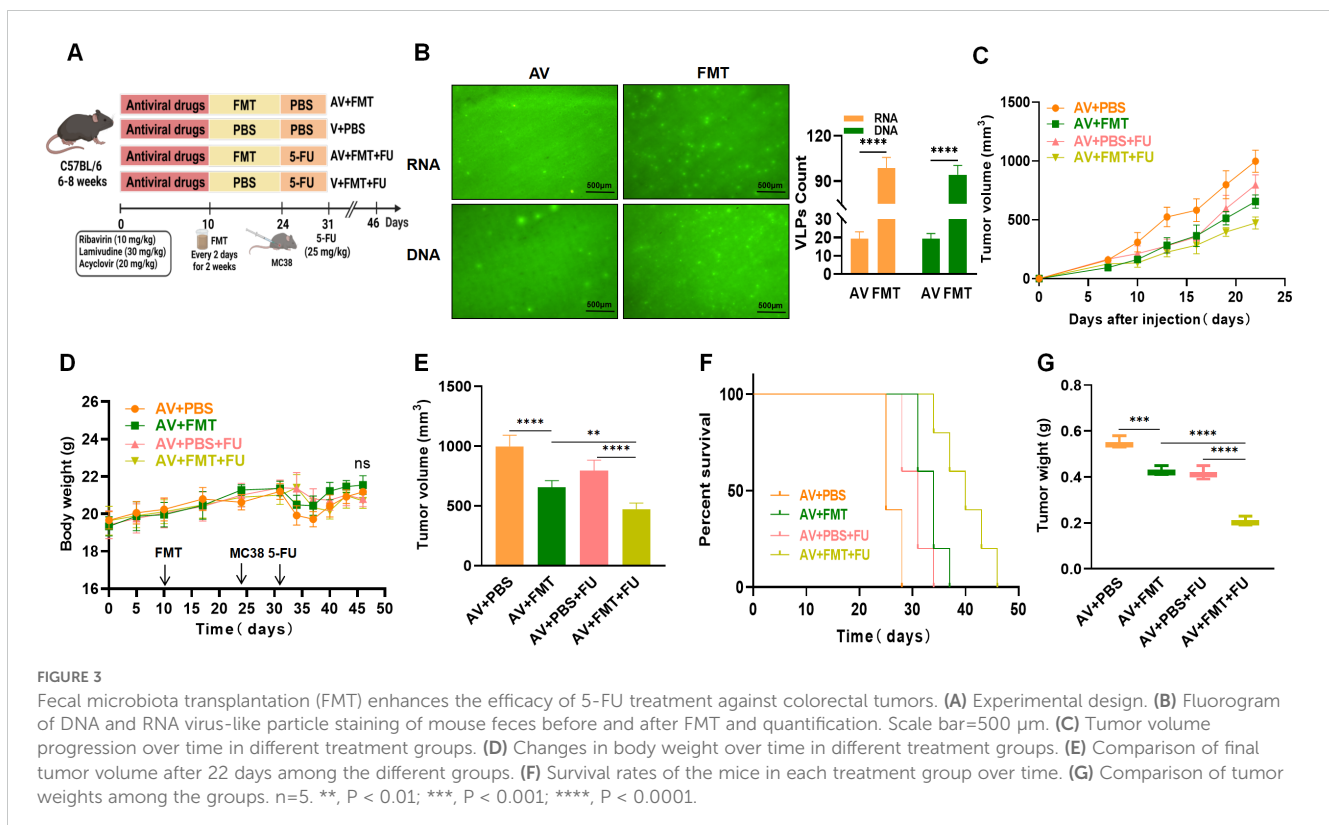 A
Antiviral drugs FMT PBS AV+FMT
Antiviral drugs PBS PBS V+PBS
Antiviral drugs FMT 5-FU AV+FMT+FU
Antiviral drugs PBS 5-FU V+FMT+FU
C57BL/6
6-8 weeks
0 10 24 31 46 Days
Ribavirin (10 mg/kg)
Lamivudine (30 mg/kg)
Acyclovir (20 mg/kg)
FMT
Every 2 days
for 2 weeks
MC38
5-FU
(25 mg/kg)
B
AV FMT
RNA
500μm 500μm
DNA
500μm 500μm
RNA
DNA
VLPs Count
120
90
30
20
10
0
**** ****
AV FMT AV FMT
C
Tumor volume (mm3)
1500
1000
500
0
AV+PBS
AV+FMT
AV+PBS+FU
AV+FMT+FU
0 5 10 15 20 25
Days after injection( days)
D
Body weight (g)
26
24
22
20
18
16
AV+PBS
AV+FMT
AV+PBS+FU
AV+FMT+FU
ns
FMT MC38 5-FU
0 5 10 15 20 25 30 35 40 45 50
Time( days)
E
Tumor volume (mm3)
1500
1000
500
0
**** ** ****
AV+PBS
AV+FMT
AV+PBS+FU
AV+FMT+FU
F
Percent survival
100
50
0
AV+PBS
AV+FMT
AV+PBS+FU
AV+FMT+FU
0 10 20 30 40 50
Time( days)
G
Tumor wight (g)
0.8
0.6
0.4
0.2
0.0
*** **** ****
AV+PBS
AV+FMT
AV+PBS+FU
AV+FMT+FU
FIGURE 3
Fecal microbiota transplantation (FMT) enhances the efficacy of 5-FU treatment against colorectal tumors. (A) Experimental design. (B) Fluorogram
of DNA and RNA virus-like particle staining of mouse feces before and after FMT and quantification. Scale bar=500 μm. (C) Tumor volume
progression over time in different treatment groups. (D) Changes in body weight over time in different treatment groups. (E) Comparison of final
tumor volume after 22 days among the different groups. (F) Survival rates of the mice in each treatment group over time. (G) Comparison of tumor
weights among the groups. n=5. **, P < 0.01; ***, P < 0.001; ****, P < 0.0001.